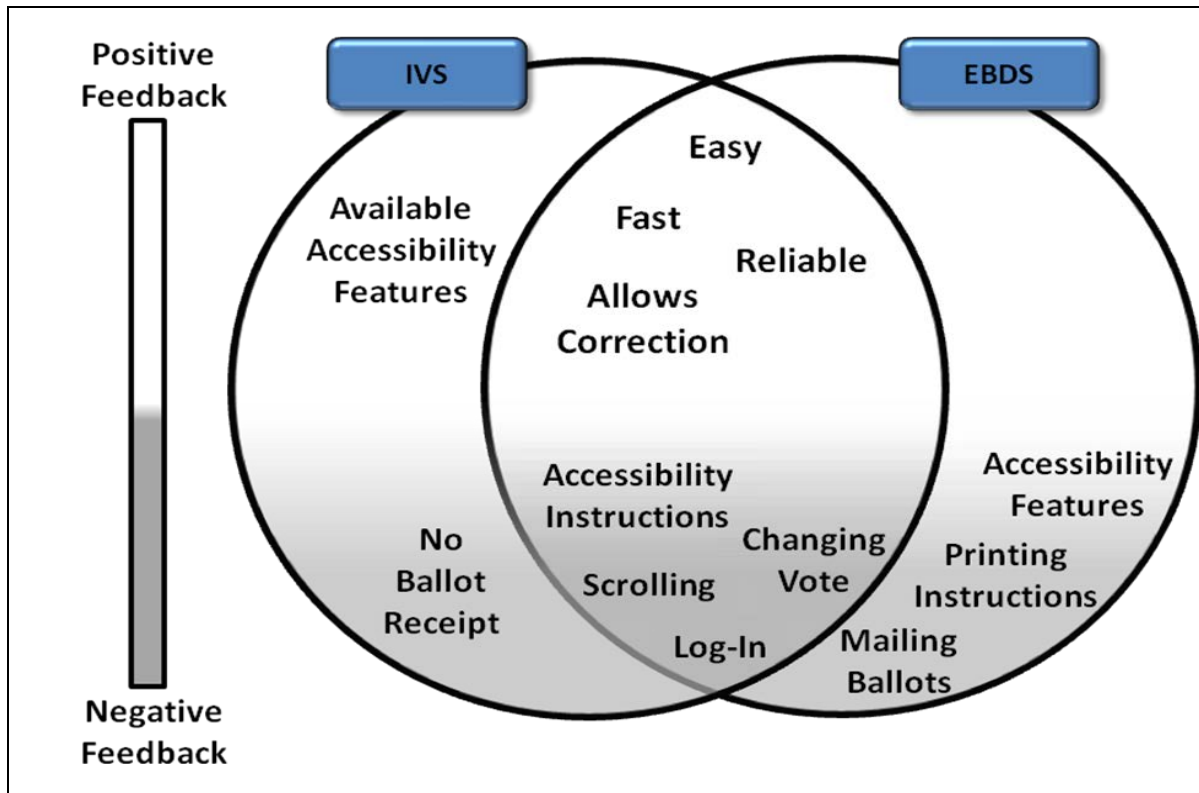 Positive
Feedback
IVS
EBDS
Easy
Fast
Reliable
Available
Accessibility
Features
Allows
Correction
Accessibility
Instructions
Changing
Vote
Scrolling
Log-In
No
Ballot
Receipt
Accessibility
Features
Printing
Instructions
Mailing
Ballots
Negative
Feedback